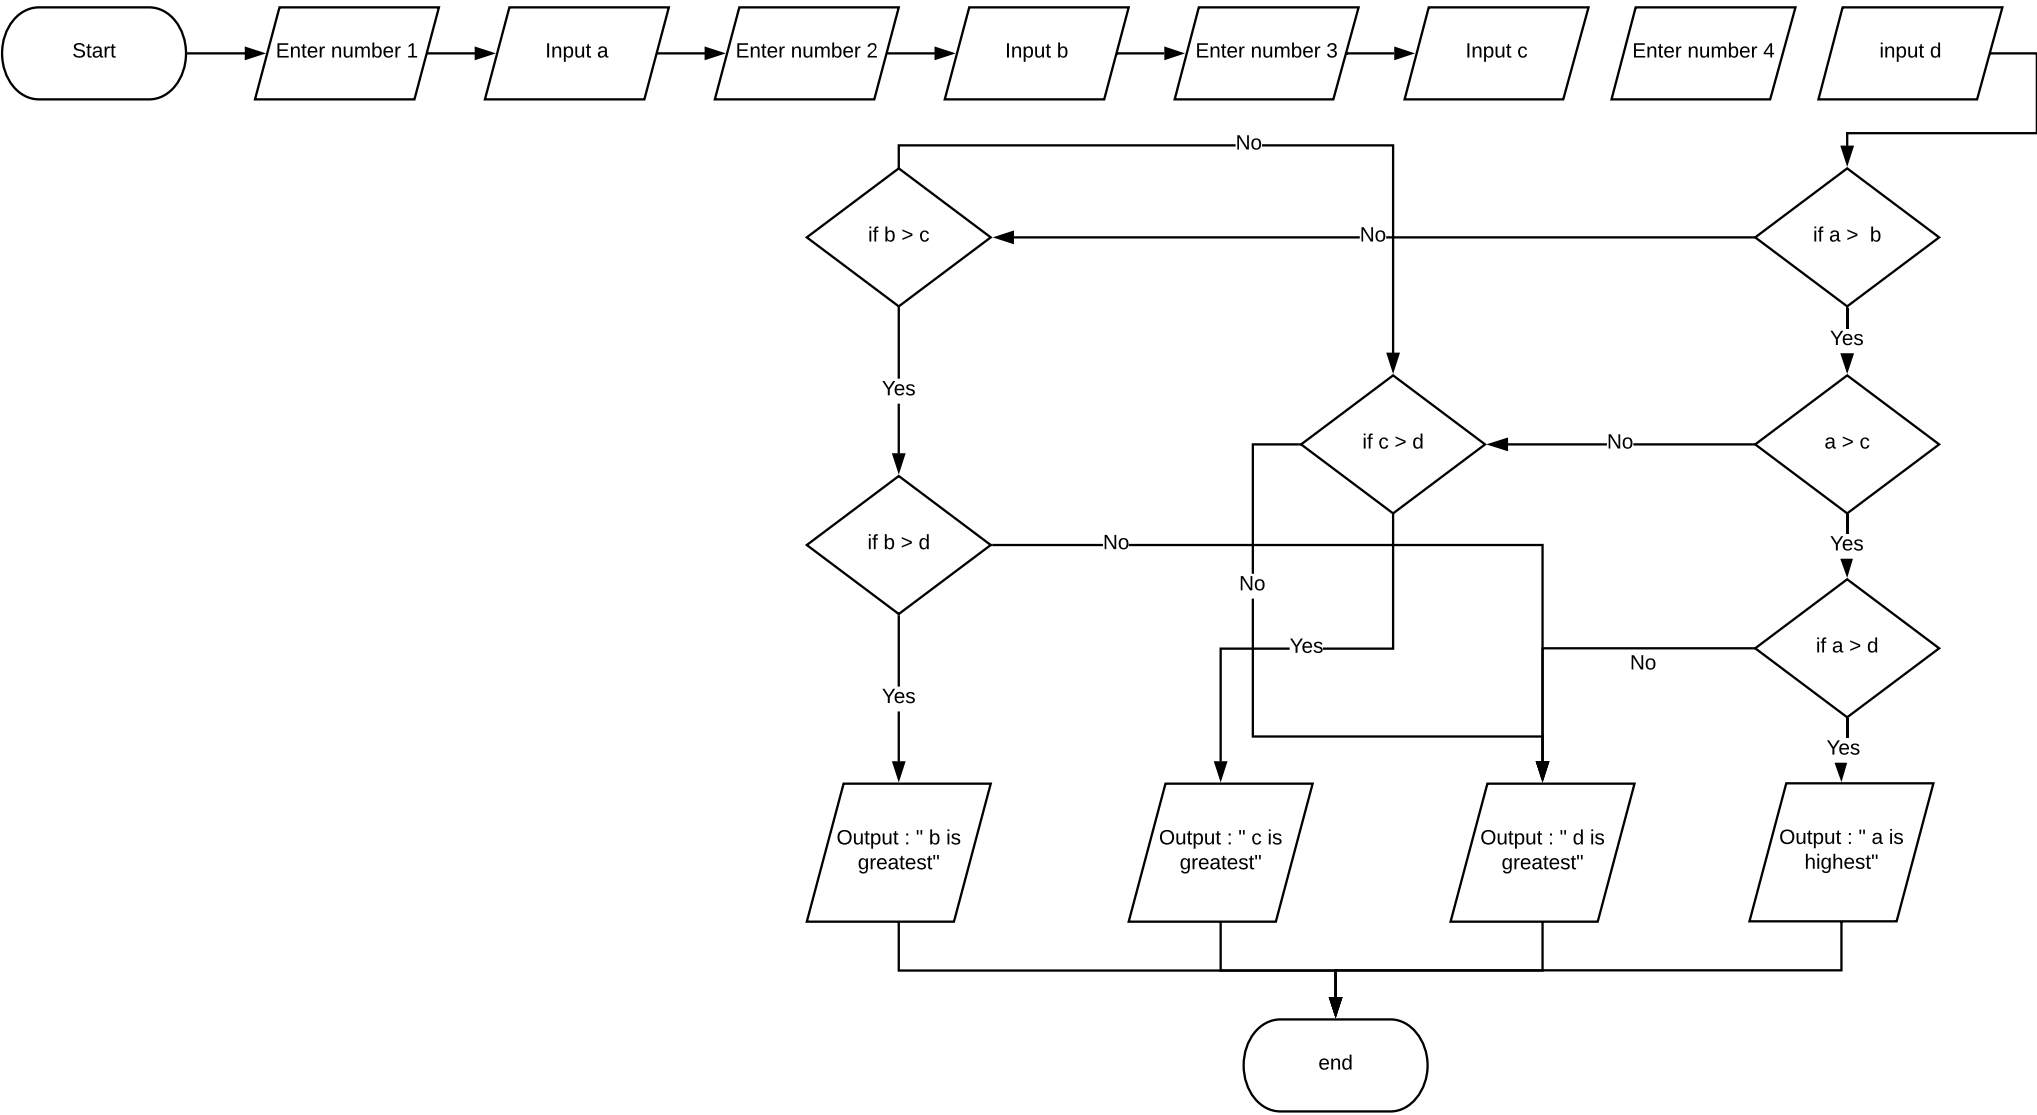 Start
Enter number 1
Input a
Enter number 2
Input b
Enter number 3
Input c
Enter number 4
input d
No
if b > c
No
if a >  b
Yes
Yes
if c > d
No
a > c
if b > d
No
Yes
No
Yes
if a > d
No
Yes
Yes
Output : " b is
greatest"
Output : " c is
greatest"
Output : " d is
greatest"
Output : " a is
highest"
end